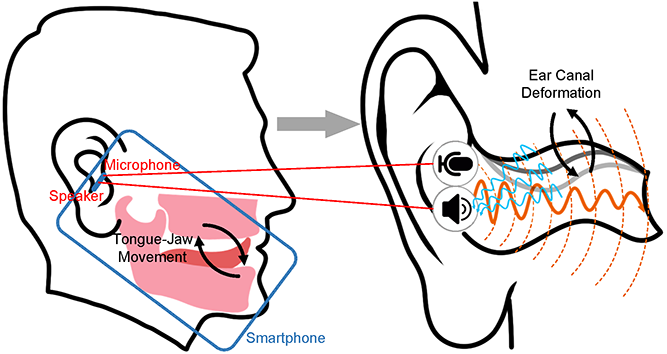 Microphone
Speaker
Tongue-Jaw
Movement
Smartphone
Ear Canal
Deformation